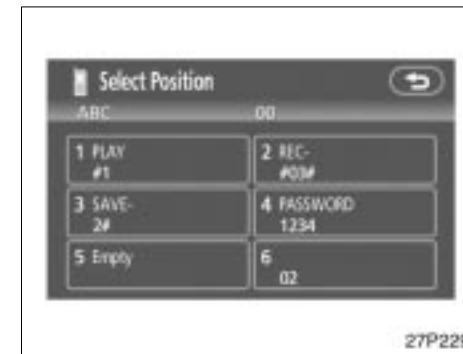 Select Position
ABC 00
1 PLAY
#1
2 REC-
#03#
3 SAVE-
2#
4 PASSWORD
1234
5 Empty
6
02
27P229